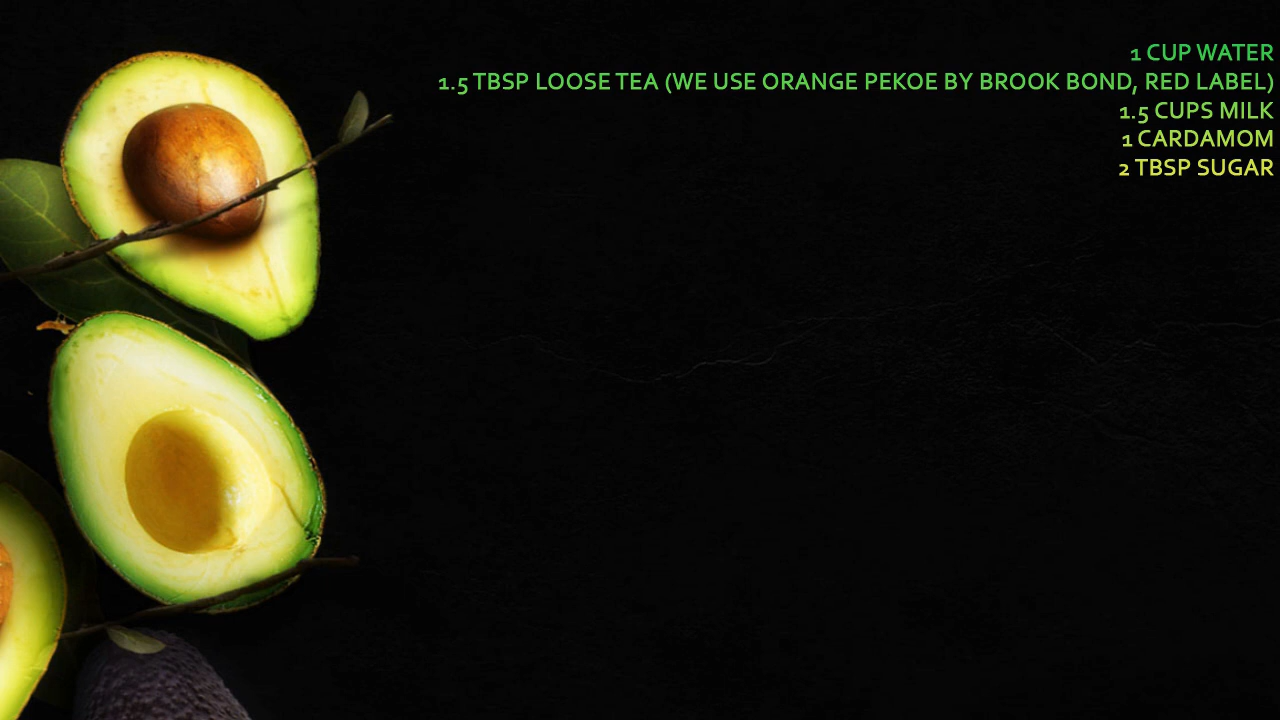 1 CUP WATER
1.5 TBSP LOOSE TEA (WE USE ORANGE PEKOE BY BROOK BOND, RED LABEL)
1.5 CUPS MILK
1 CARDAMOM
2 TBSP SUGAR